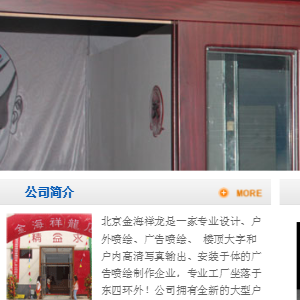 公司简介
MORE
金海祥龍
精益求
北京金海祥龙是一家专业设计、户
外喷绘、广告喷绘、 楼顶大字和
户内高清写真输出、安装于体的广
告喷绘制作企业，专业工厂坐落于
东四环外！公司拥有全新的大型户